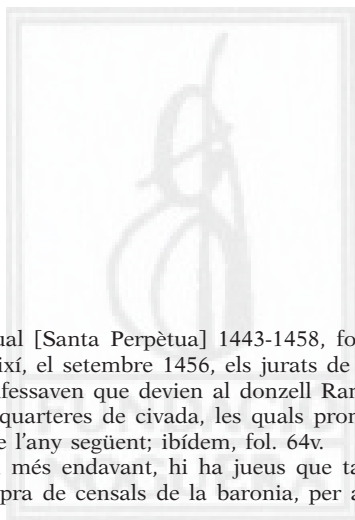 ual [Santa Perpètua] 1443-1458, fo
ixí, el setembre 1456, els jurats de
fessaven que devien al donzell Ran
quarteres de civada, les quals pron
e l'any següent; ibídem, fol. 64v.
més endavant, hi ha jueus que ta
pra de censals de la baronia, per a